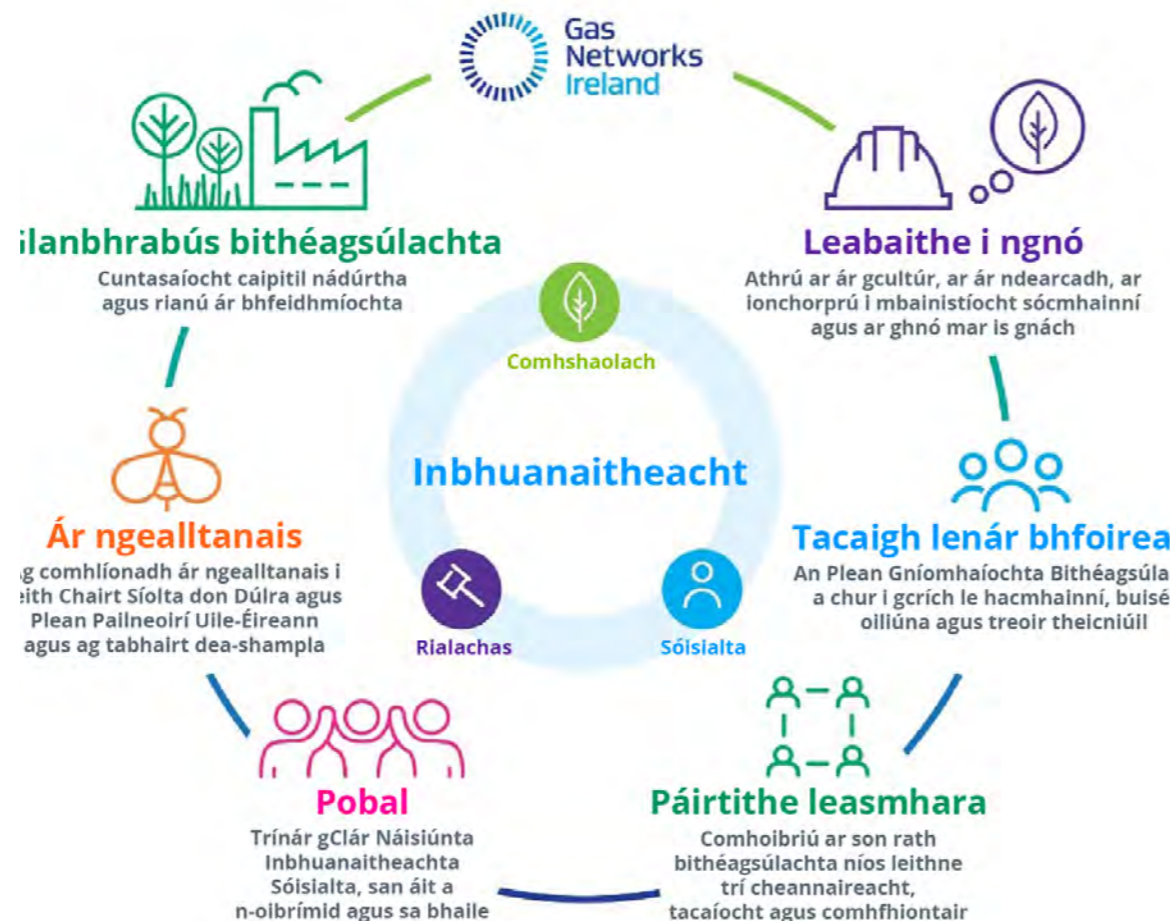 Gas
Networks
Ireland
Glanbhrabús bithéagsúlachta
Cuntasaíocht caipitil nádúrtha
agus rianú ár bhfeidhmíochta
Leabaithe i ngnó
Athrú ar ár gcultúr, ar ár ndearcadh, ar
ionchorprú i mbainistíocht sócmhainní
agus ar ghnó mar is gnách
Comhshaolach
Inbhuanaitheacht
Rialachas
Sóisialta
Ár ngealltanais
comhlíonadh ár ngealltanais i
Chairt Síolta don Dúlra agus
Plean Pailneoirí Uile-Éireann
agus ag tabhairt dea-shampla
Tacaigh lenár bhfoirea
An Plean Gníomhaíochta Bithéagsúla
a chur i gcrích le hacmhainní, buisé
oiliúna agus treoir theicniúil
Pobal
Trínár gClár Náisiúnta
Inbhuanaitheachta
Sóisialta, san áit a
n-oibrímid agus sa bhaile
Páirtithe leasmhara
Comhoibriú ar son rath
bithéagsúlachta níos leithne
trí cheannaireacht,
tacaíocht agus comhfhiontair